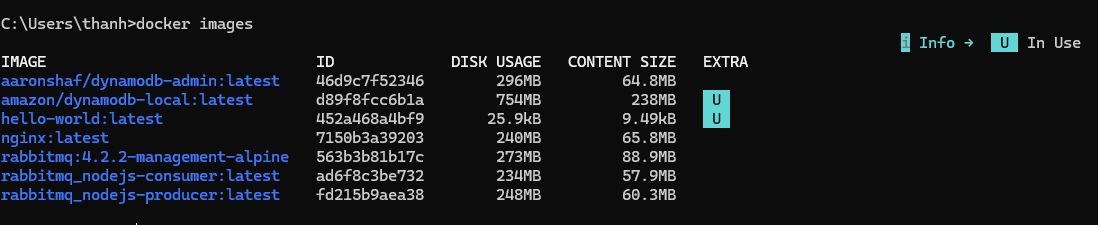 C:\Users\thanh>docker images
i Info → U In Use
IMAGE ID DISK USAGE CONTENT SIZE EXTRA
aaronshaf/dynamodb-admin:latest 46d9c7f52346 296MB 64.8MB
amazon/dynamodb-local:latest d89f8fcc6b1a 754MB 238MB U
hello-world:latest 452a468a4bf9 25.9kB 9.49kB U
nginx:latest 7150b3a39203 240MB 65.8MB
rabbitmq:4.2.2-management-alpine 563b3b81b17c 273MB 88.9MB
rabbitmq_nodejs-consumer:latest ad6f8c3be732 234MB 57.9MB
rabbitmq_nodejs-producer:latest fd215b9aea38 248MB 60.3MB